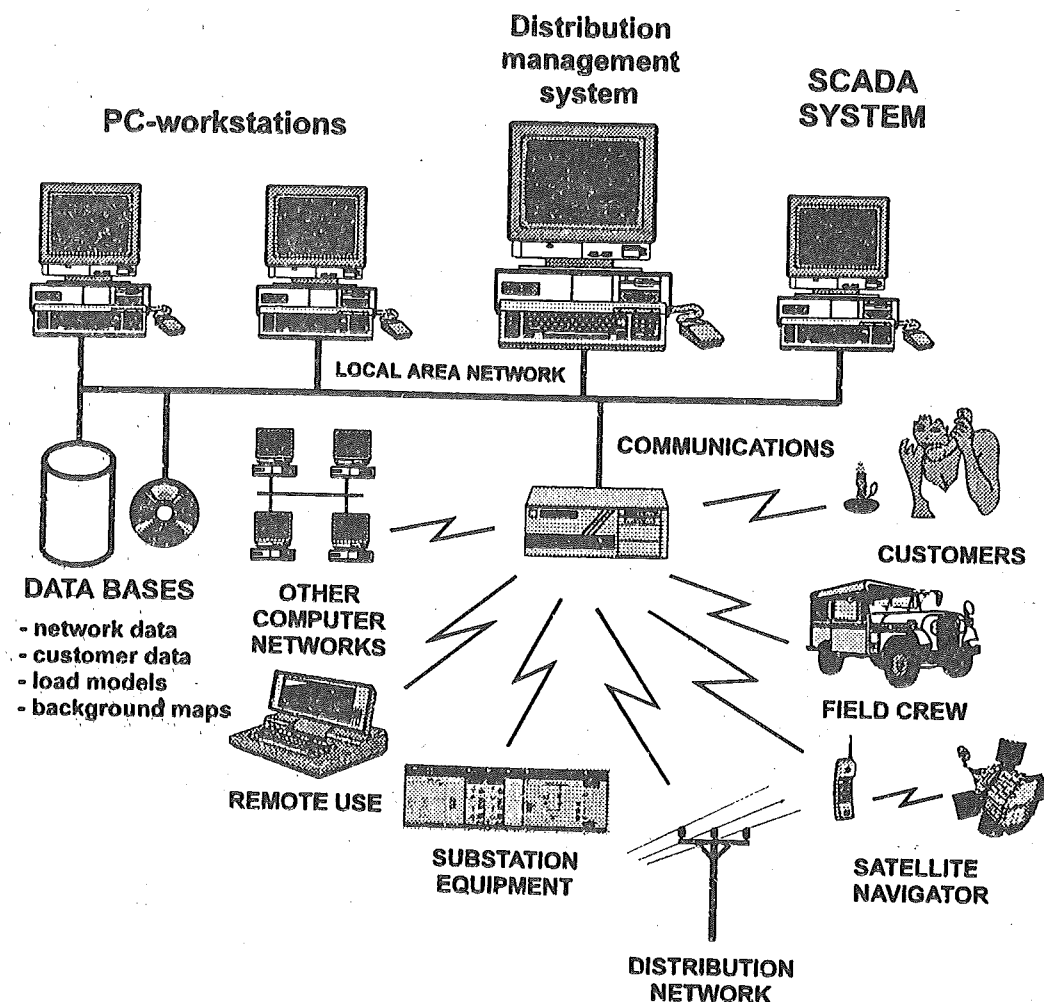 Distribution
management
system
SCADA
SYSTEM
PC-workstations
LOCAL AREA NETWORK
COMMUNICATIONS
CUSTOMERS
DATA BASES
- network data
- customer data
- load models
- background maps
OTHER
COMPUTER
NETWORKS
FIELD CREW
REMOTE USE
SUBSTATION
EQUIPMENT
SATELLITE
NAVIGATOR
DISTRIBUTION
NETWORK